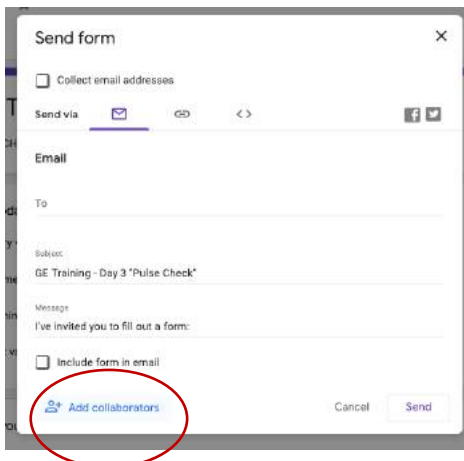 Send form
Collect email addresses
Send via
Email
To
Subject
GE Training - Day 3 "Pulse Check"
Message
I've invited you to fill out a form:
Include form in email
Add collaborators
Cancel Send